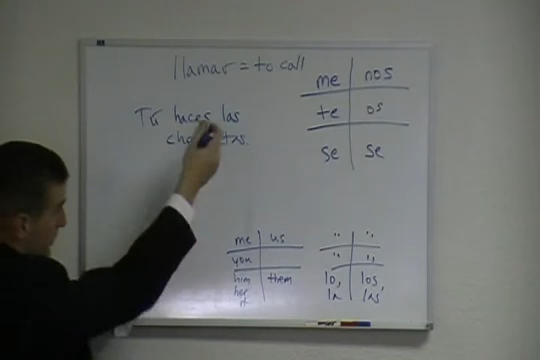 llamar = to call
Tú haces las
me nos
te os
se se
me us
you
him them
her
it
" "
" "
lo, los,
la las